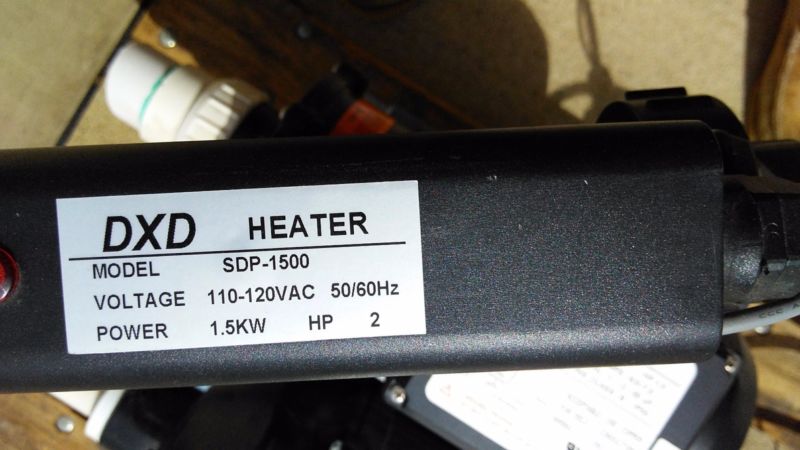 DXD HEATER
MODEL SDP-1500
VOLTAGE 110-120VAC 50/60Hz
POWER 1.5KW HP 2